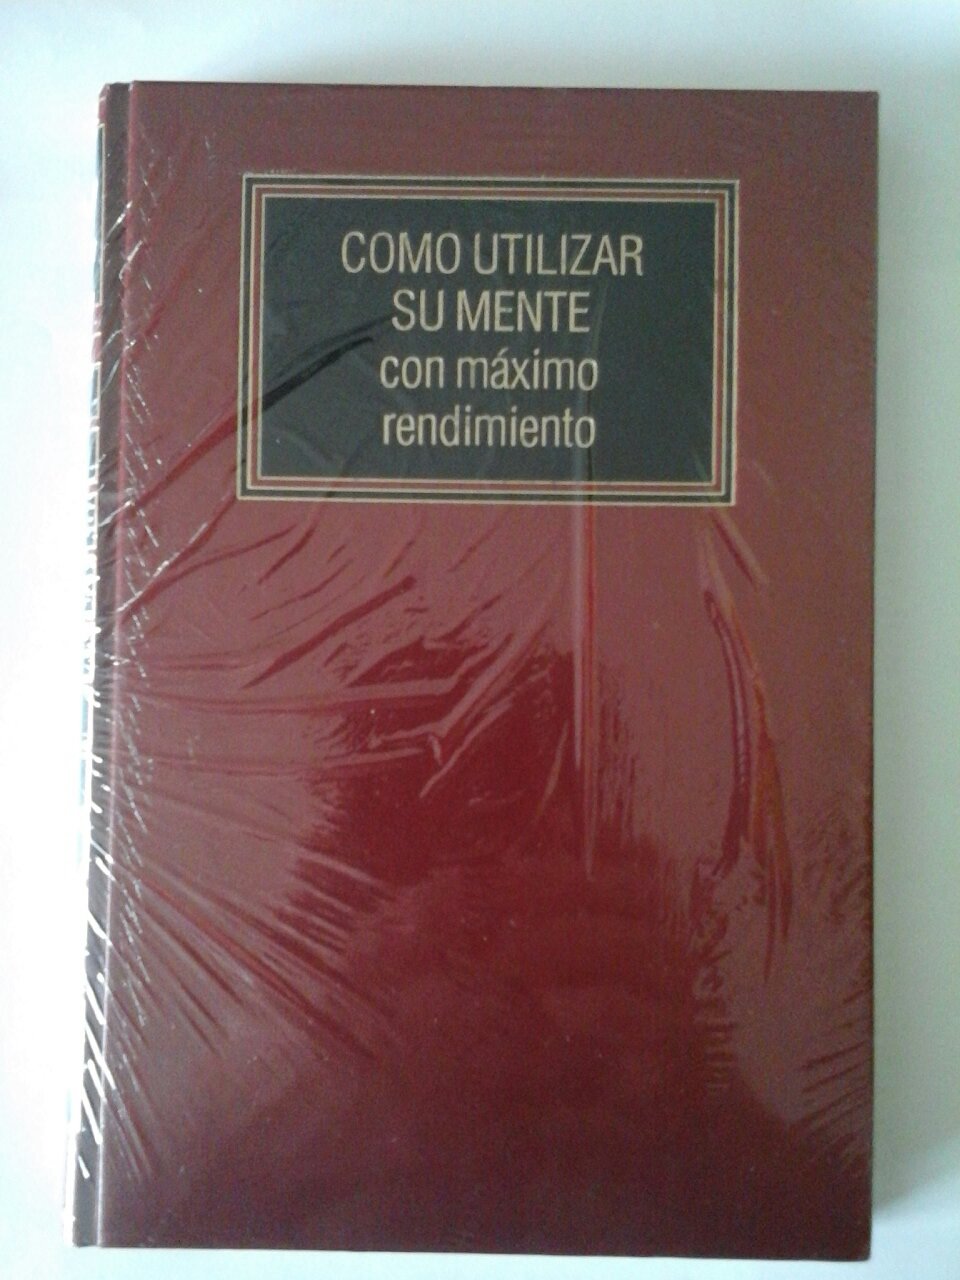 COMO UTILIZAR
SU MENTE
con máximo
rendimiento